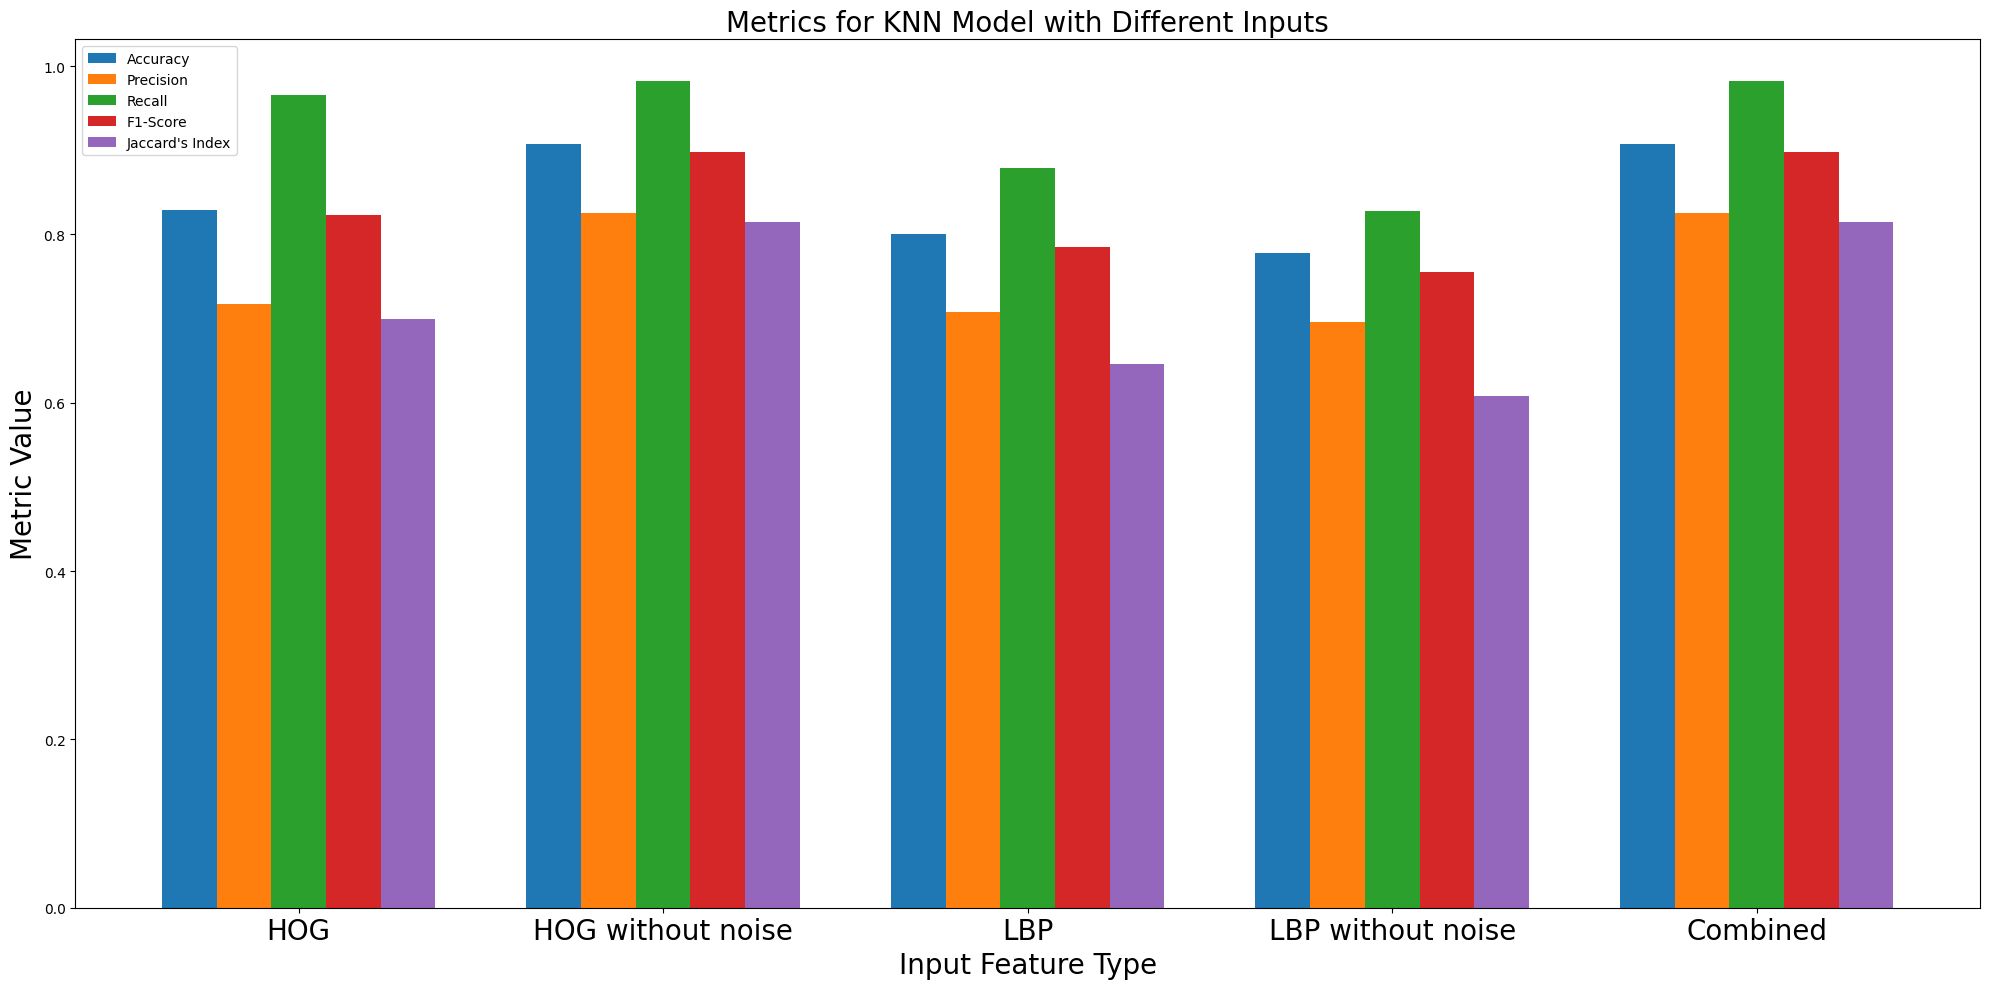 Metrics for KNN Model with Different Inputs
Accuracy
Precision
Recall
F1-Score
Jaccard's Index
Metric Value
1.0
0.8
0.6
0.4
0.2
0.0
HOG
HOG without noise
LBP
LBP without noise
Combined
Input Feature Type